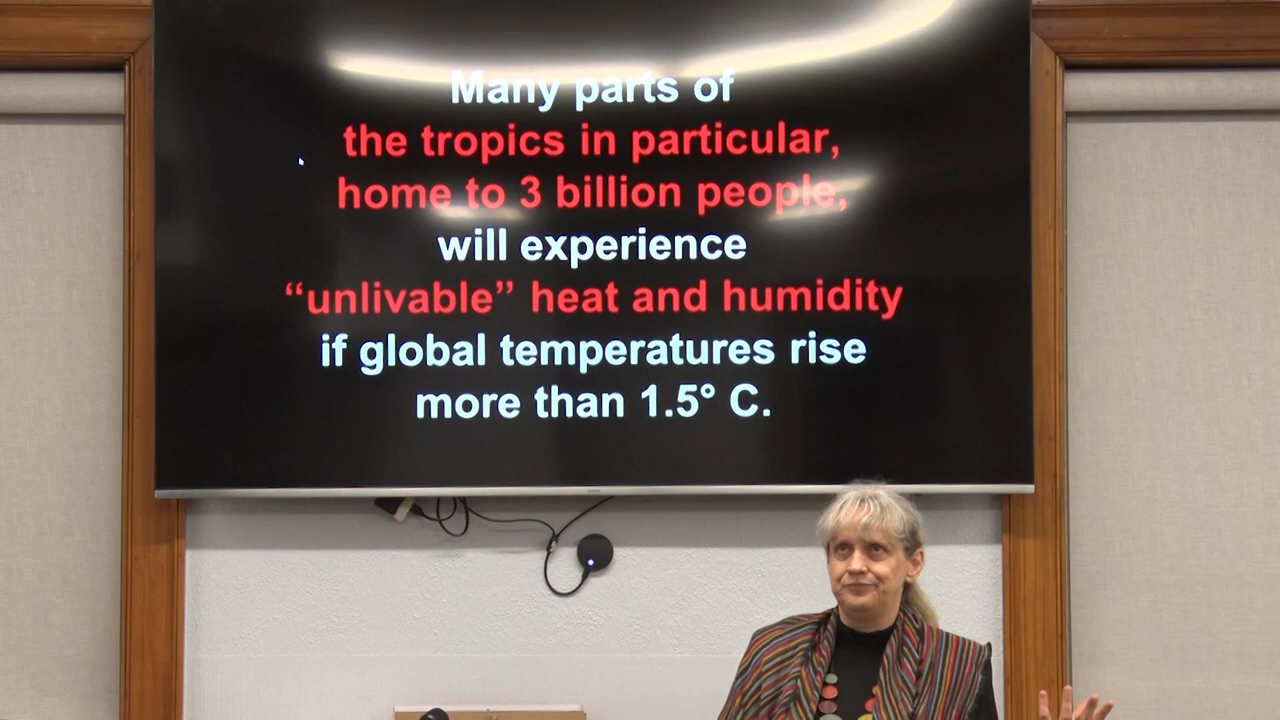 Many parts of
the tropics in particular,
home to 3 billion people,
will experience
“unlivable” heat and humidity
if global temperatures rise
more than 1.5° C.